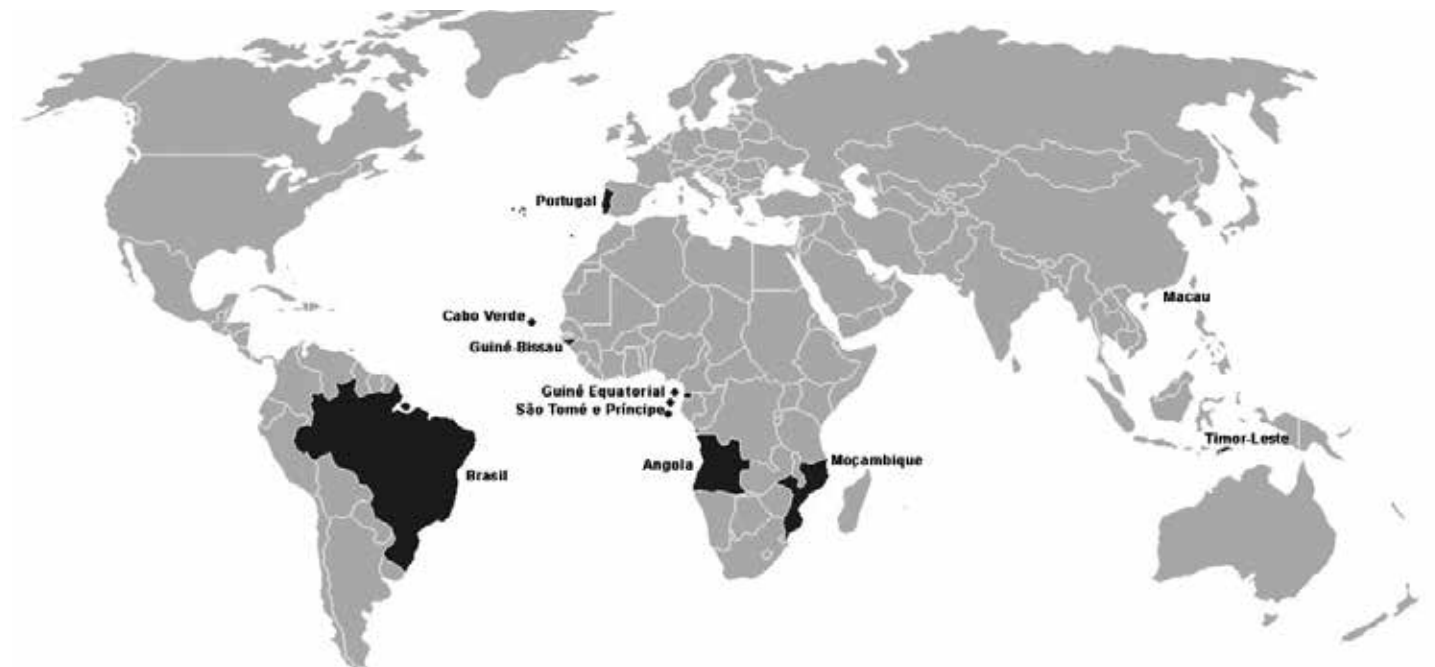 Portugal
Macau
Cabo Verde
Guiné-Bissau
Guiné Equatorial
São Tomé e Príncipe
Timor-Leste
Angola
Moçambique
Brasil